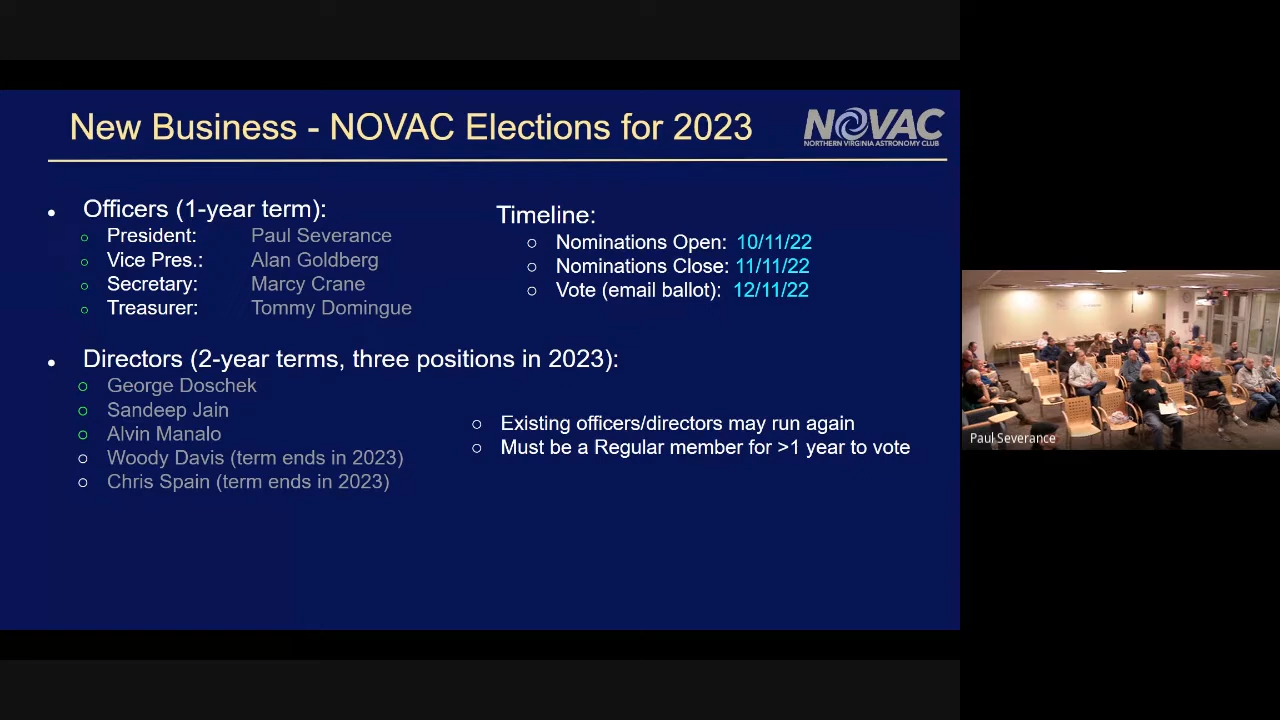 New Business - NOVAC Elections for 2023
NOVAC
NORTHERN VIRGINIA ASTRONOMY CLUB
Officers (1-year term):
President: Paul Severance
Vice Pres.: Alan Goldberg
Secretary: Marcy Crane
Treasurer: Tommy Domingue
Directors (2-year terms, three positions in 2023):
George Doschek
Sandeep Jain
Alvin Manalo
Woody Davis (term ends in 2023)
Chris Spain (term ends in 2023)
Timeline:
Nominations Open: 10/11/22
Nominations Close: 11/11/22
Vote (email ballot): 12/11/22
Existing officers/directors may run again
Must be a Regular member for >1 year to vote
Paul Severance